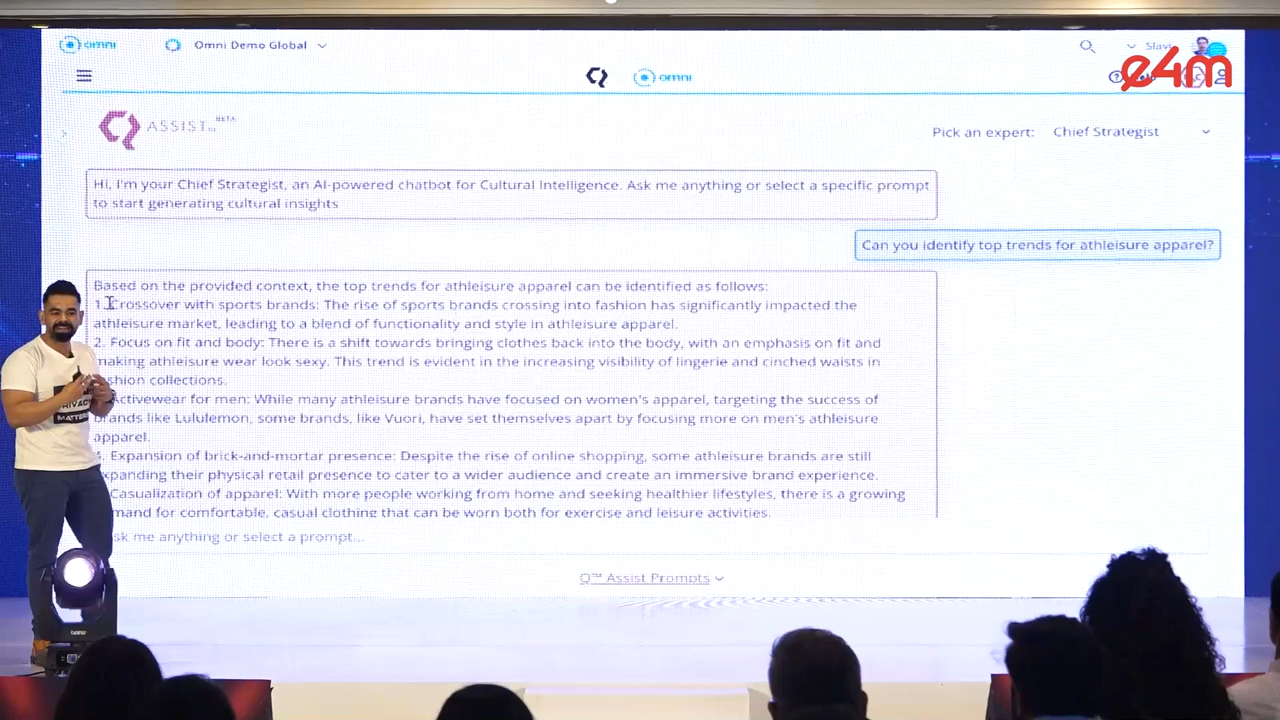 omni Omni Demo Global
e4m
omni
ASSIST BETA
Pick an expert: Chief Strategist
Hi, I'm your Chief Strategist, an AI-powered chatbot for Cultural Intelligence. Ask me anything or select a specific prompt
to start generating cultural insights
Can you identify top trends for athleisure apparel?
Based on the provided context, the top trends for athleisure apparel can be identified as follows:
1. Crossover with sports brands: The rise of sports brands crossing into fashion has significantly impacted the
athleisure market, leading to a blend of functionality and style in athleisure apparel.
2. Focus on fit and body: There is a shift towards bringing clothes back into the body, with an emphasis on fit and
making athleisure wear look sexy. This trend is evident in the increasing visibility of lingerie and cinched waists in
fashion collections.
Activewear for men: While many athleisure brands have focused on women's apparel, targeting the success of
brands like Lululemon, some brands, like Vuori, have set themselves apart by focusing more on men's athleisure
apparel.
4. Expansion of brick-and-mortar presence: Despite the rise of online shopping, some athleisure brands are still
expanding their physical retail presence to cater to a wider audience and create an immersive brand experience.
Casualization of apparel: With more people working from home and seeking healthier lifestyles, there is a growing
demand for comfortable, casual clothing that can be worn both for exercise and leisure activities.
Ask me anything or select a prompt...
Q™ Assist Prompts
PRIVACY
MATTERS